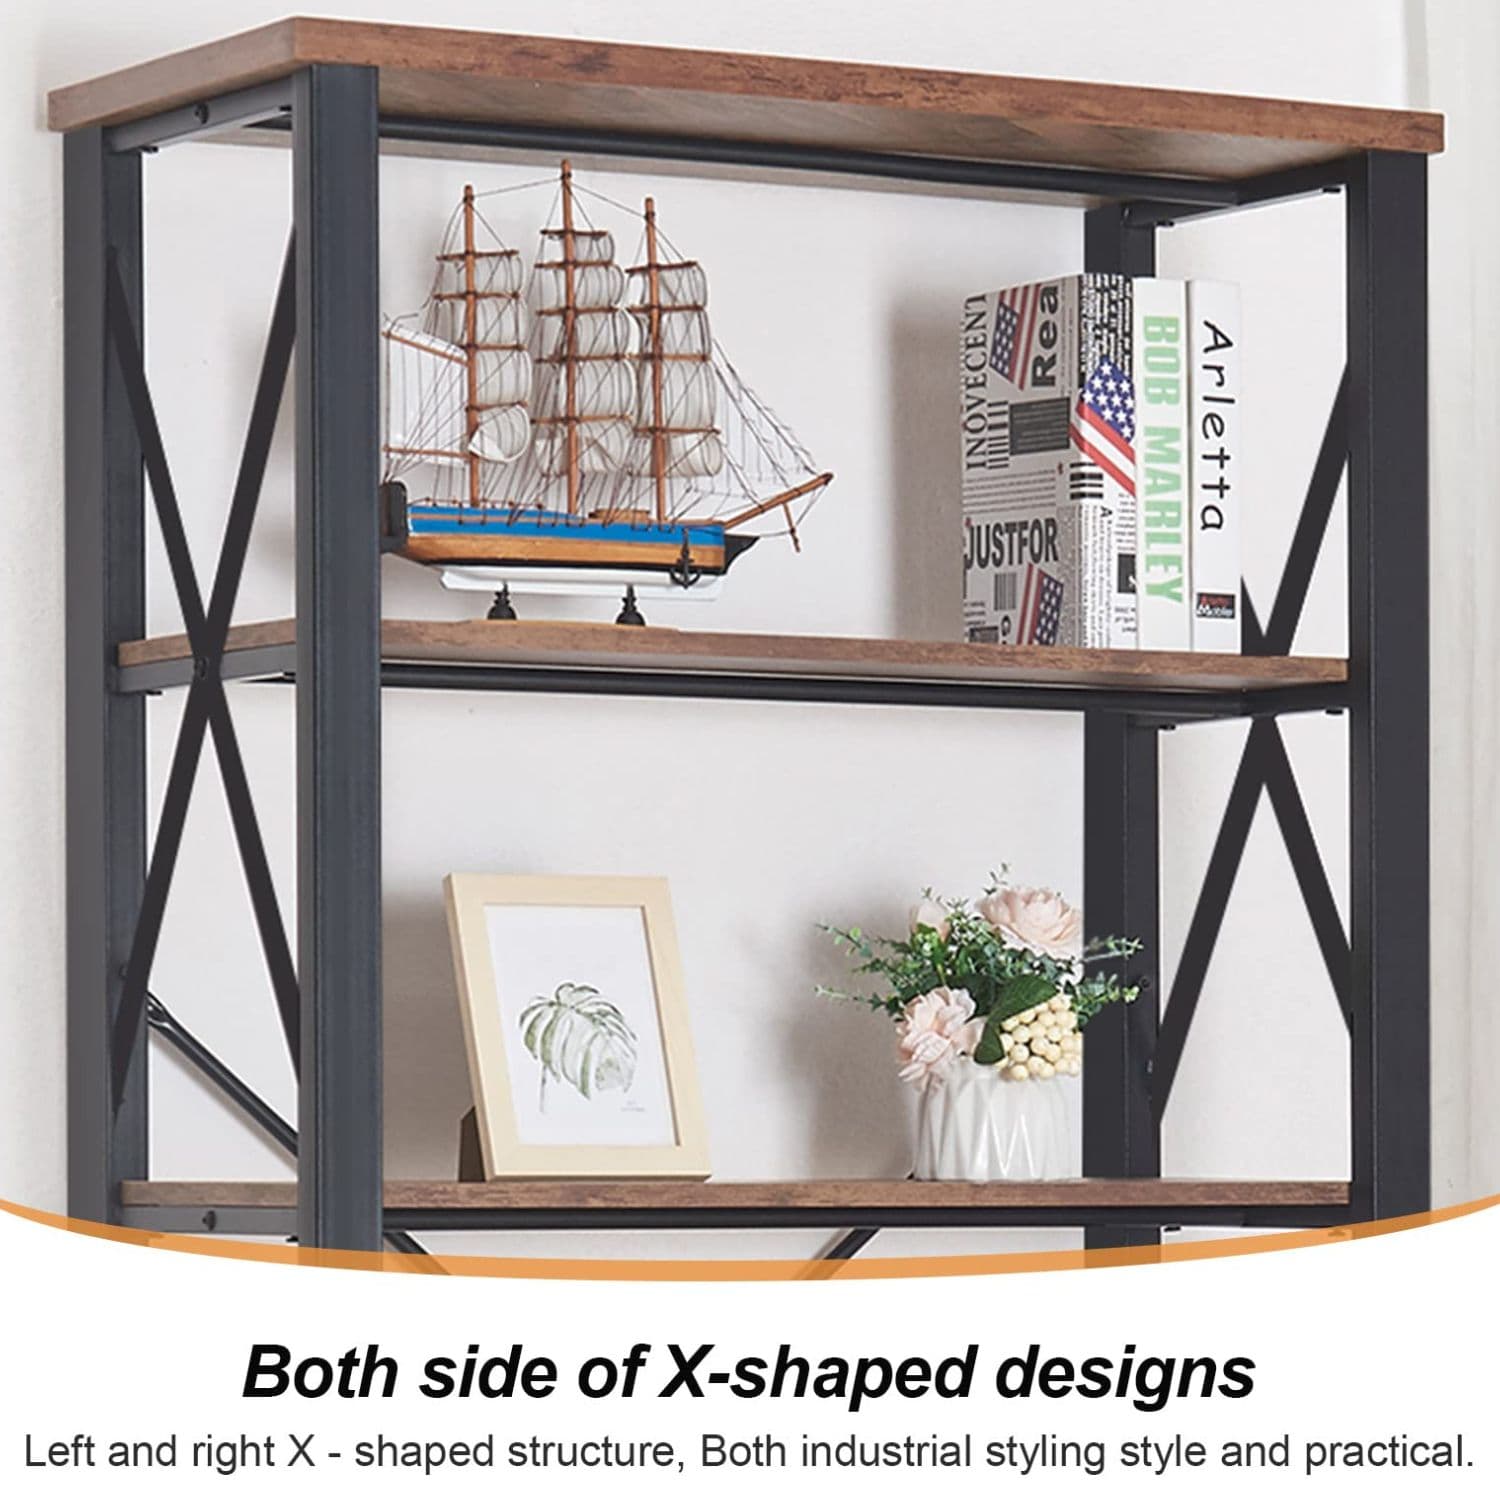 INOVECENT
Rea
JUSTFOR
BOB MARLEY
Arletta
Both side of X-shaped designs
Left and right X - shaped structure, Both industrial styling style and practical.